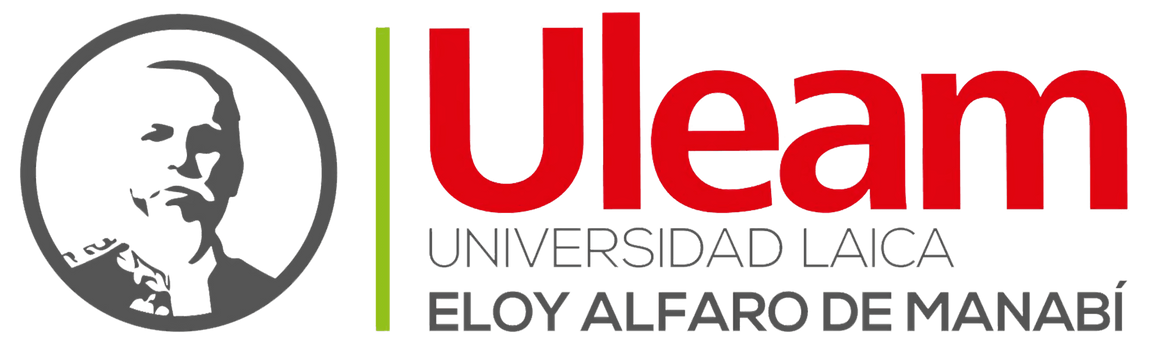 Uleam
UNIVERSIDAD LAICA
ELOY ALFARO DE MANABÍ